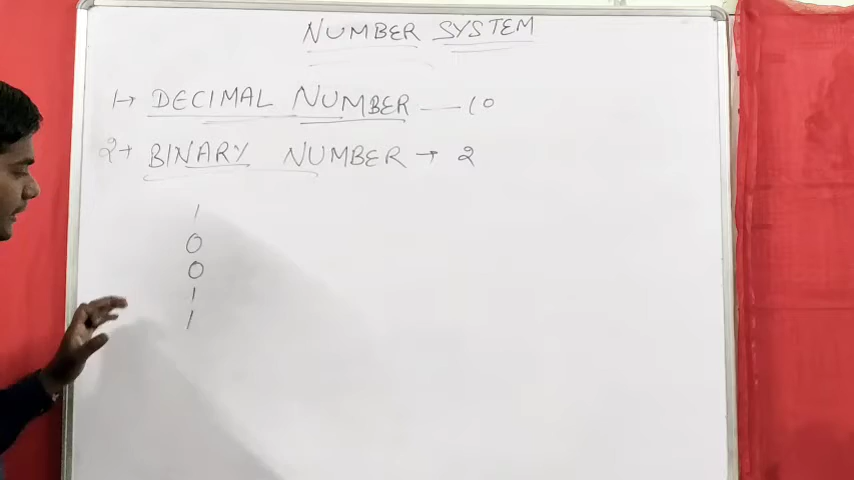 NUMBER SYSTEM
1→ DECIMAL NUMBER — 10
2→ BINARY NUMBER → 2
1
0
0
1
1